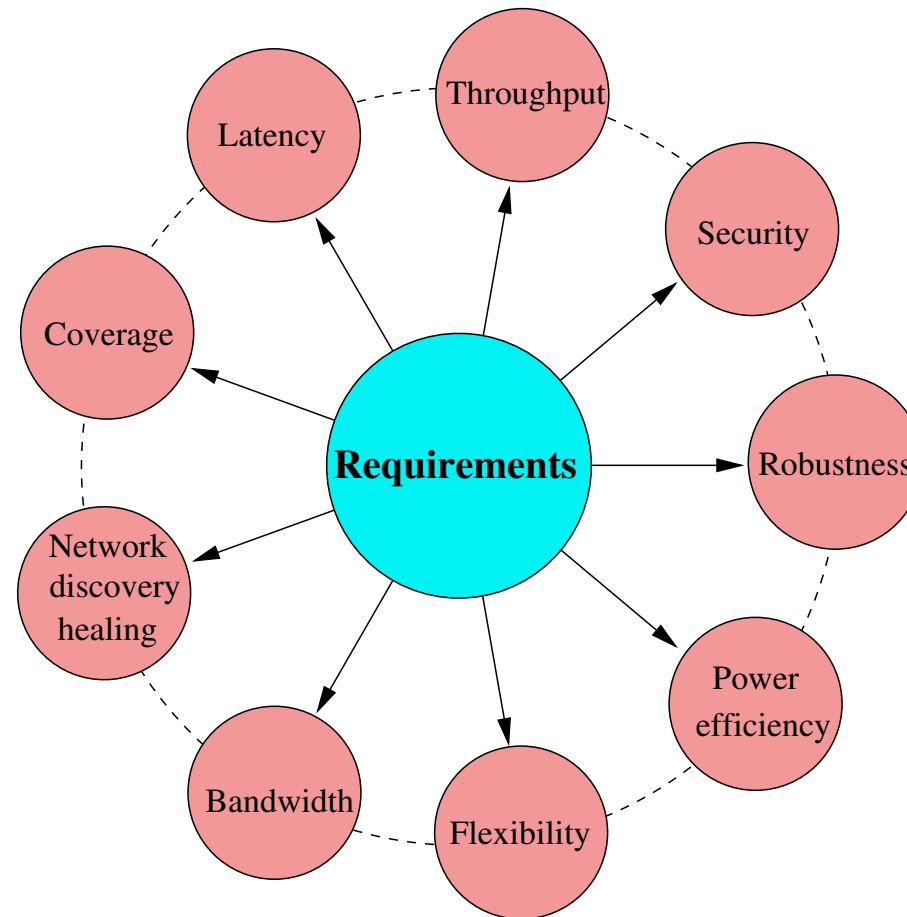 Throughput
Latency
Security
Coverage
Requirements
Robustness
Network
discovery
healing
Power
efficiency
Bandwidth
Flexibility